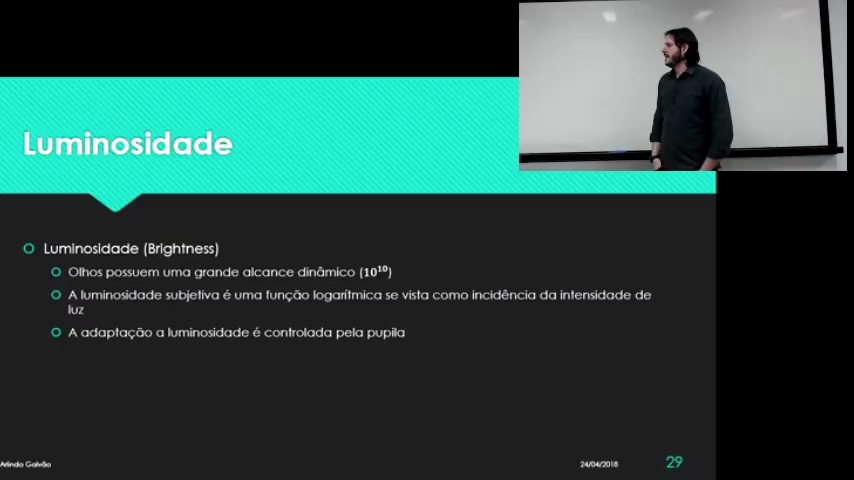 Luminosidade
Luminosidade (Brightness)
Olhos possuem uma grande alcance dinâmico (10¹⁰)
A luminosidade subjetiva é uma função logarítmica se vista como incidência da intensidade de
luz
A adaptação a luminosidade é controlada pela pupila
Arlindo Galvão
24/04/2018
29